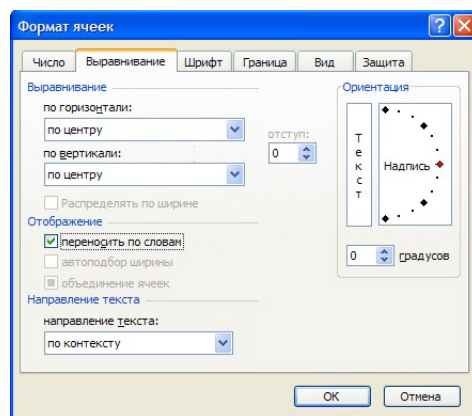 Формат ячеек
Число Выравнивание Шрифт Граница Вид Защита
Выравнивание
по горизонтали:
по центру
отступ:
0
по вертикали:
по центру
Распределять по ширине
Отображение
переносить по словам
автоподбор ширины
объединение ячеек
Направление текста
направление текста:
по контексту
Ориентация
Текст
Надпись
0 градусов
ОК Отмена